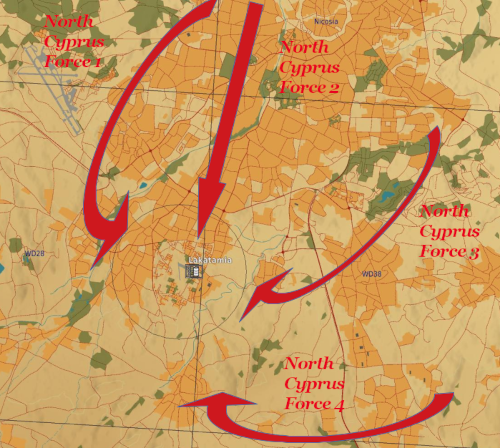 North
Cyprus
Force 1
Nicosia
North
Cyprus
Force 2
North
Cyprus
Force 3
WD28
Lakatamia
WD38
North
Cyprus
Force 4